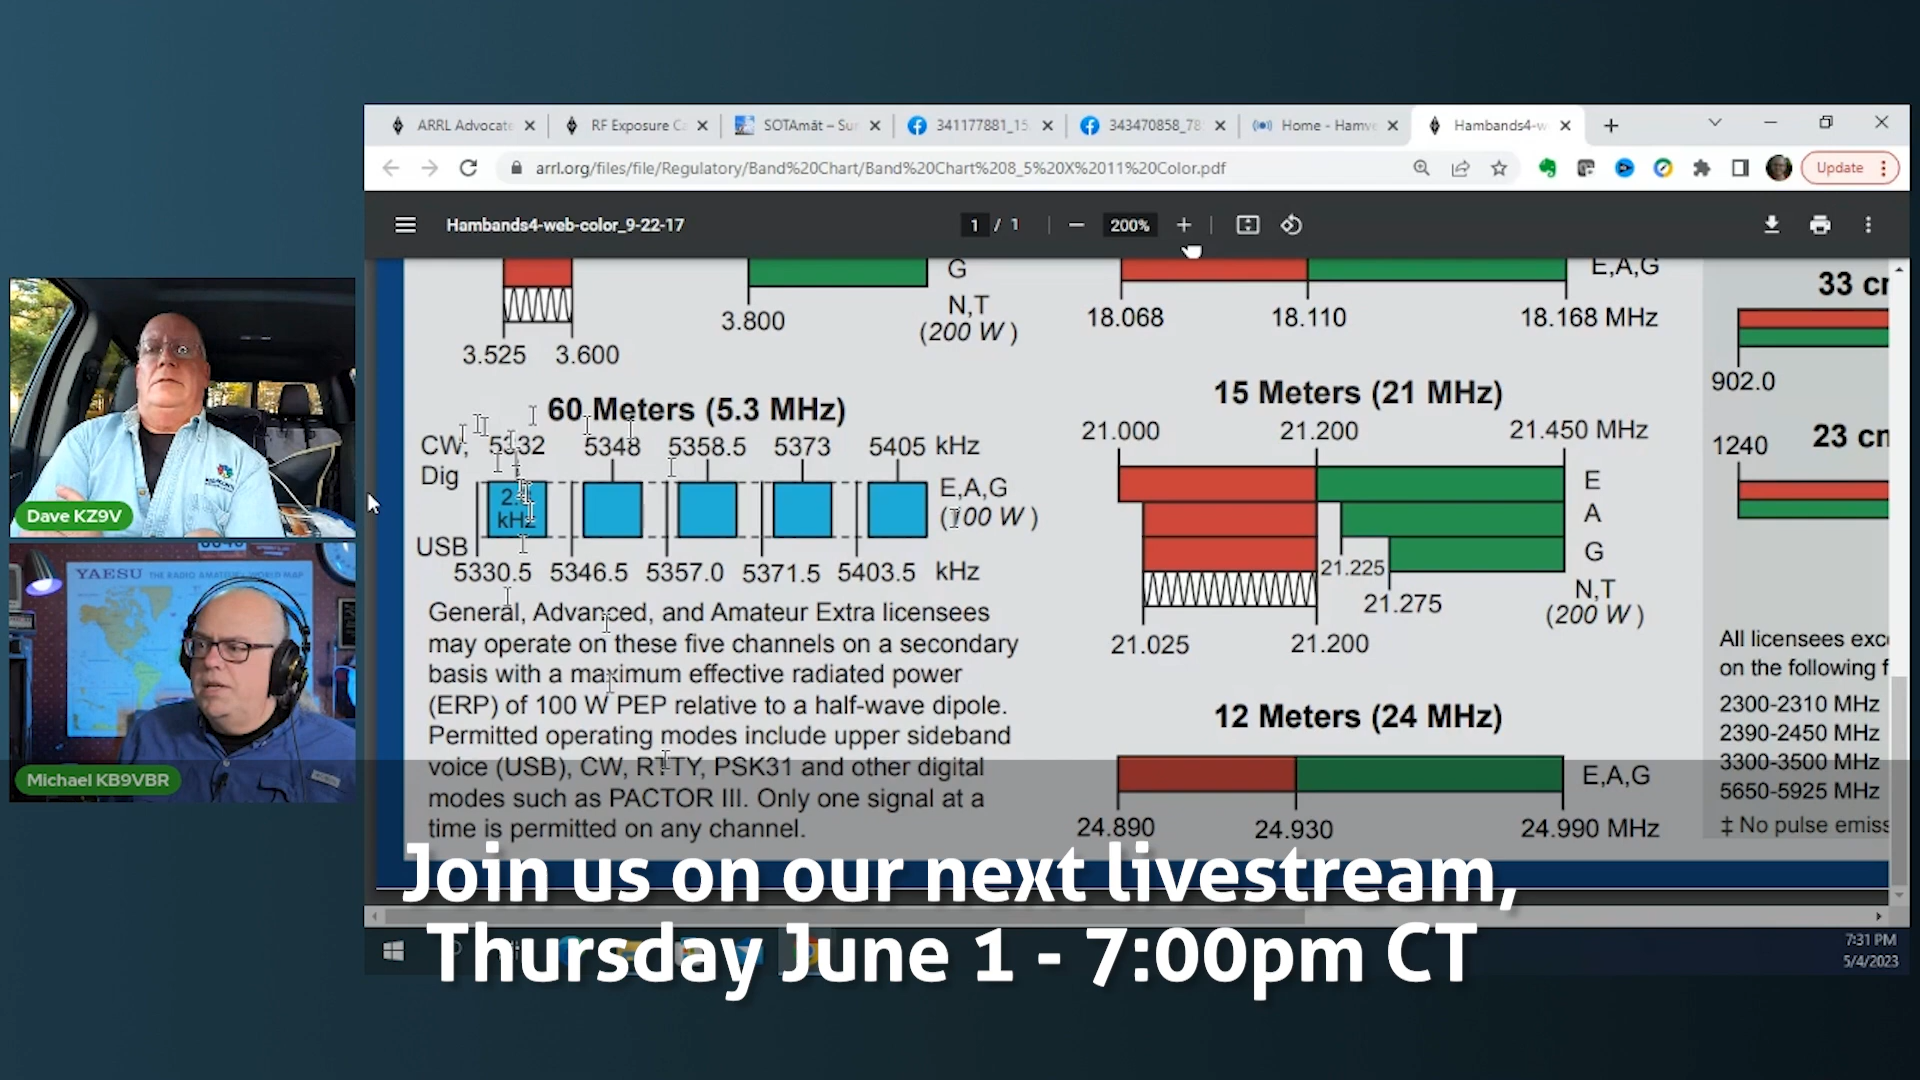 ARRL Advocate
RF Exposure Ca
SOTAmāt – Sur
341177881_15
343470858_78
Home - Hamve
Hambands4-w
arrl.org/files/file/Regulatory/Band%20Chart/Band%20Chart%208_5%20X%2011%20Color.pdf
Update
Hambands4-web-color_9-22-17
1 / 1
200%
G
N,T
(200 W)
3.800
3.525 3.600
E,A,G
18.068 18.110 18.168 MHz
33 cr
902.0
60 Meters (5.3 MHz)
CW,
Dig
5332 5348 5358.5 5373 5405 kHz
kHz
E,A,G
(100 W)
USB
5330.5 5346.5 5357.0 5371.5 5403.5 kHz
General, Advanced, and Amateur Extra licensees
may operate on these five channels on a secondary
basis with a maximum effective radiated power
(ERP) of 100 W PEP relative to a half-wave dipole.
Permitted operating modes include upper sideband
voice (USB), CW, RTTY, PSK31 and other digital
modes such as PACTOR III. Only one signal at a
time is permitted on any channel.
15 Meters (21 MHz)
21.000 21.200 21.450 MHz
E
A
G
N,T
(200 W)
21.225
21.275
21.025 21.200
12 Meters (24 MHz)
E,A,G
24.890 24.930 24.990 MHz
23 cn
1240
All licensees exc
on the following f
2300-2310 MHz
2390-2450 MHz
3300-3500 MHz
5650-5925 MHz
‡ No pulse emiss
Dave KZ9V
YAESU THE RADIO AMATEUR'S WORLD MAP
Michael KB9VBR
Join us on our next livestream,
Thursday June 1 - 7:00pm CT
7:31 PM
5/4/2023